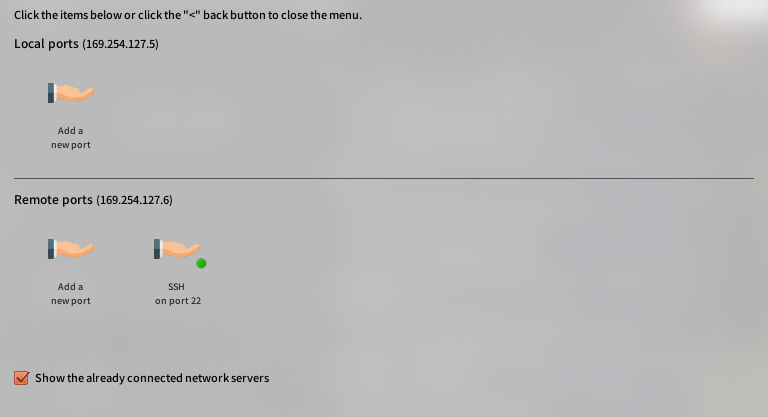 Click the items below or click the "<" back button to close the menu.
Local ports (169.254.127.5)
Add a
new port
Remote ports (169.254.127.6)
Add a
new port
SSH
on port 22
Show the already connected network servers